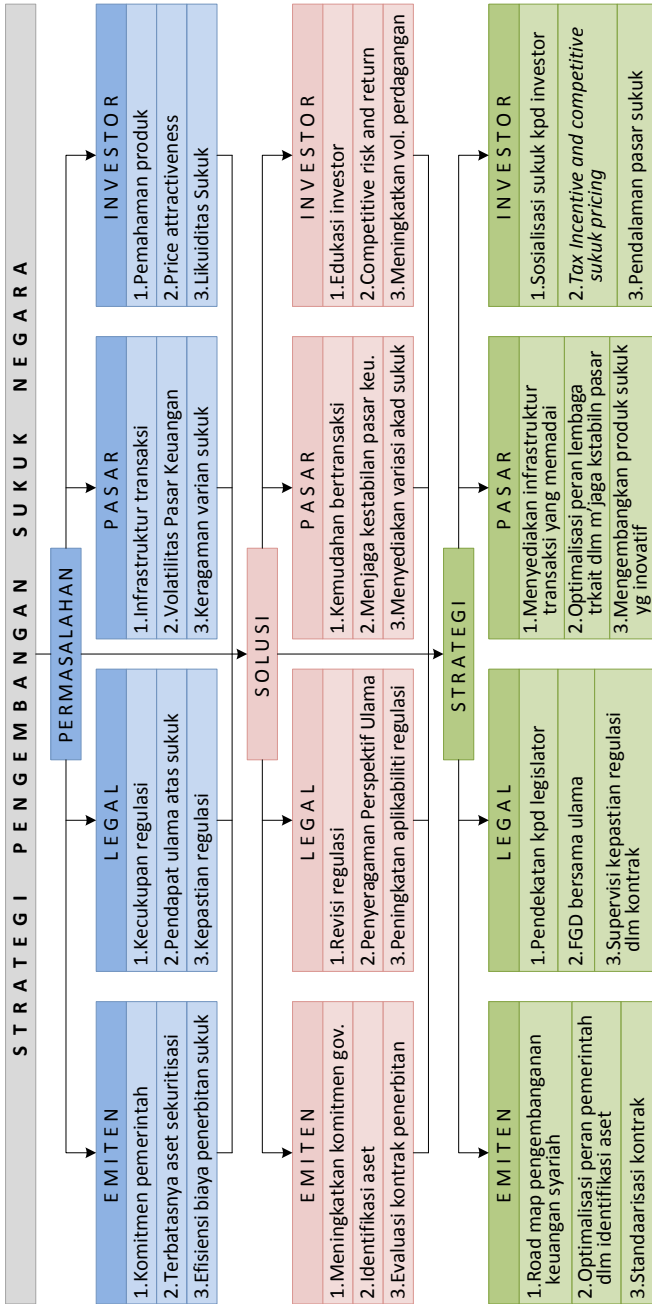 STRATEGI PENGEMBANGAN SUKUK NEGARA
PERMASALAHAN
EMITEN
1.Komitmen pemerintah
2.Terbatasnya aset sekuritisasi
3.Efisiensi biaya penerbitan sukuk
LEGAL
1.Kecukupan regulasi
2.Pendapat ulama atas sukuk
3.Kepastian regulasi
PASAR
1.Infrastruktur transaksi
2.Volatilitas Pasar Keuangan
3.Keragaman varian sukuk
INVESTOR
1.Pemahaman produk
2.Price attractiveness
3.Likuiditas Sukuk
SOLUSI
EMITEN
1.Meningkatkan komitmen gov.
2.Identifikasi aset
3.Evaluasi kontrak penerbitan
LEGAL
1.Revisi regulasi
2.Penyeragaman Perspektif Ulama
3.Peningkatan aplikabiliti regulasi
PASAR
1.Kemudahan bertransaksi
2.Menjaga kestabilan pasar keu.
3.Menyediakan variasi akad sukuk
INVESTOR
1.Edukasi investor
2.Competitive risk and return
3.Meningkatkan vol. perdagangan
STRATEGI
EMITEN
1.Road map pengembanganan
keuangan syariah
2.Optimalisasi peran pemerintah
dlm identifikasi aset
3.Standaarisasi kontrak
LEGAL
1.Pendekatan kpd legislator
2.FGD bersama ulama
3.Supervisi kepastian regulasi
dlm kontrak
PASAR
1.Menyediakan infrastruktur
transaksi yang memadai
2.Optimalisasi peran lembaga
trkait dlm m'jaga kstabiln pasar
3.Mengembangkan produk sukuk
yg inovatif
INVESTOR
1.Sosialisasi sukuk kpd investor
2.Tax Incentive and competitive
sukuk pricing
3.Pendalaman pasar sukuk